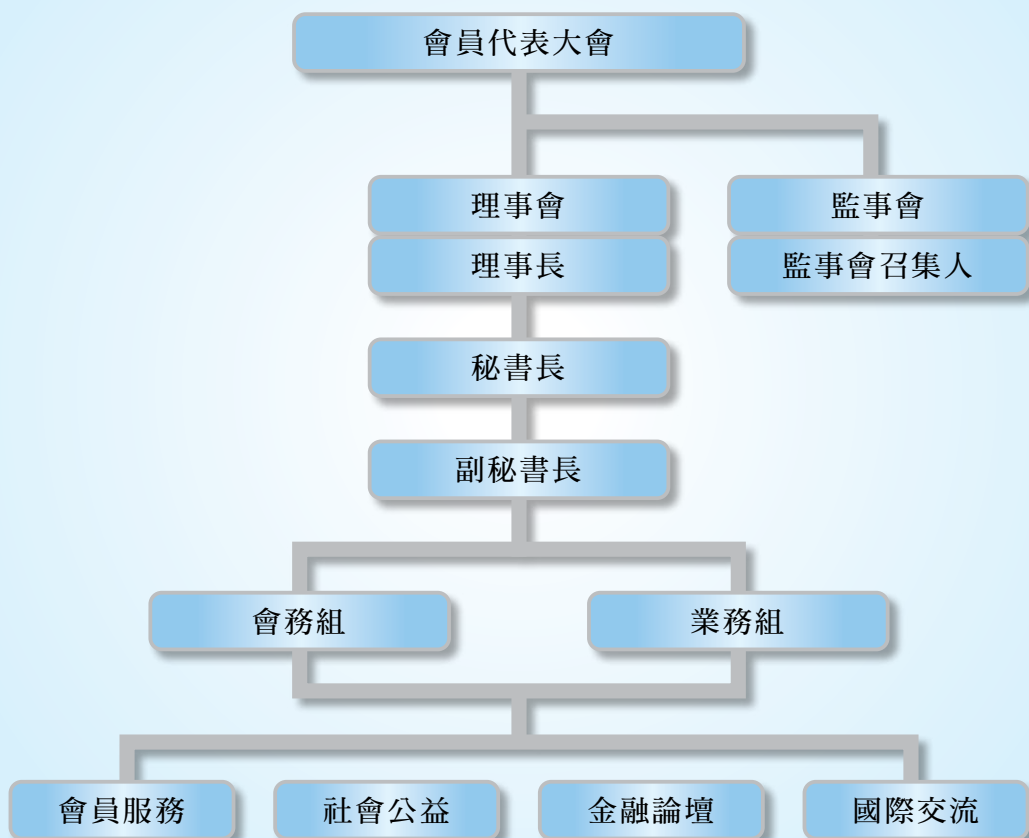 會員代表大會
理事會
監事會
理事長
監事會召集人
秘書長
副秘書長
會務組
業務組
會員服務
社會公益
金融論壇
國際交流